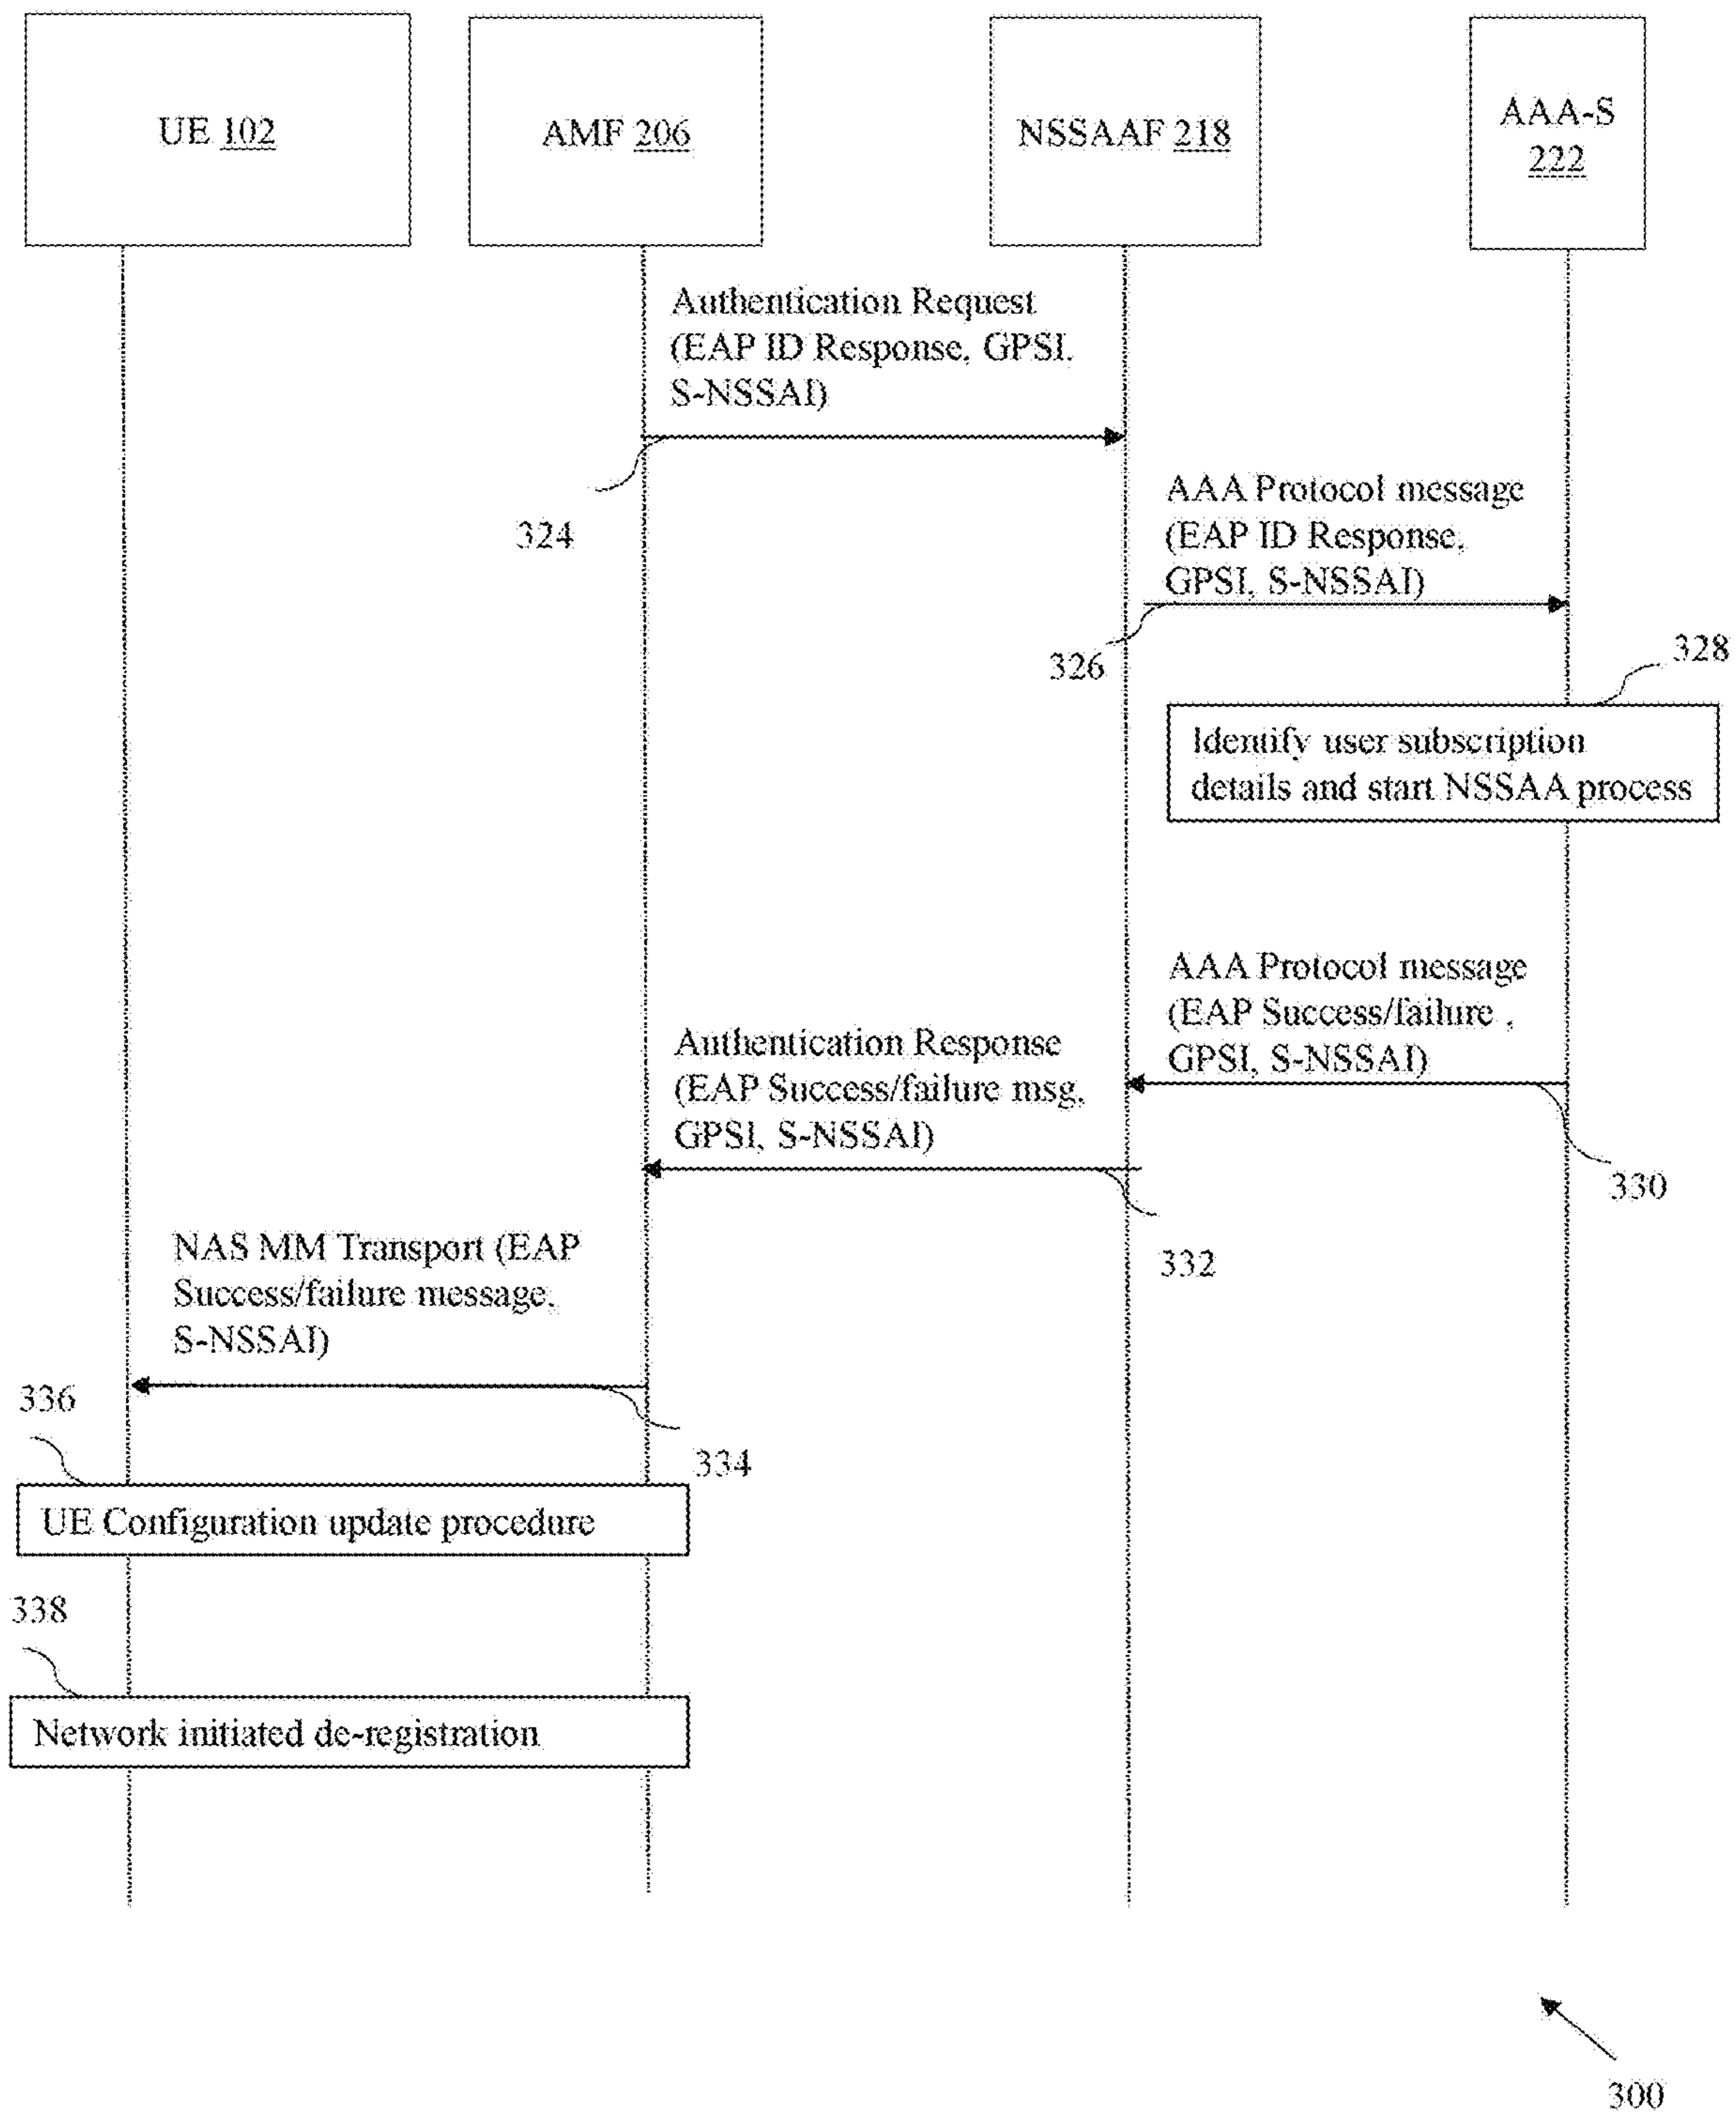 UE 102
AMF 206
NSSAAF 218
AAA-S
222
Authentication Request
(EAP ID Response, GPSI,
S-NSSAI)
324
AAA Protocol message
(EAP ID Response,
GPSI, S-NSSAI)
326
328
Identify user subscription
details and start NSSAA process
AAA Protocol message
(EAP Success/failure ,
GPSI, S-NSSAI)
330
Authentication Response
(EAP Success/failure msg,
GPSI, S-NSSAI)
332
NAS MM Transport (EAP
Success/failure message,
S-NSSAI)
334
336
UE Configuration update procedure
338
Network initiated de-registration
300